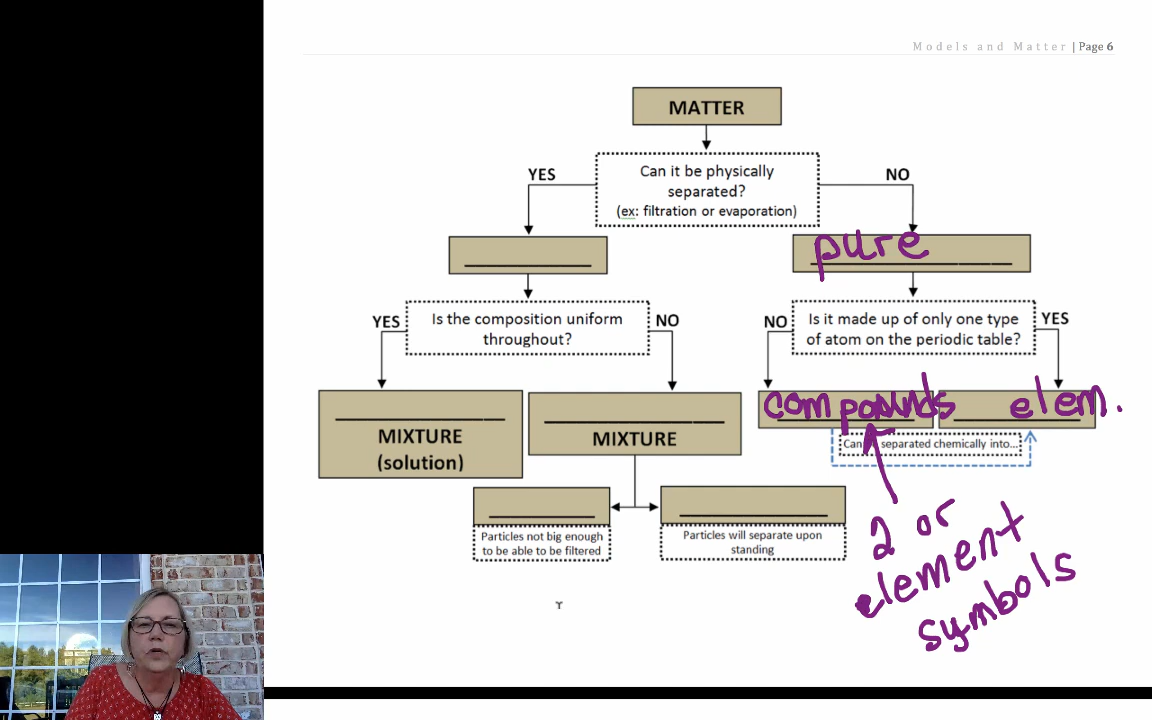 Models and Matter | Page 6
MATTER
YES
Can it be physically
separated?
(ex: filtration or evaporation)
NO
pure
YES
Is the composition uniform
throughout?
NO
NO
Is it made up of only one type
of atom on the periodic table?
YES
MIXTURE
(solution)
MIXTURE
compounds
elem.
Can separated chemically into...
Particles not big enough
to be able to be filtered
Particles will separate upon
standing
2 or
element
symbols